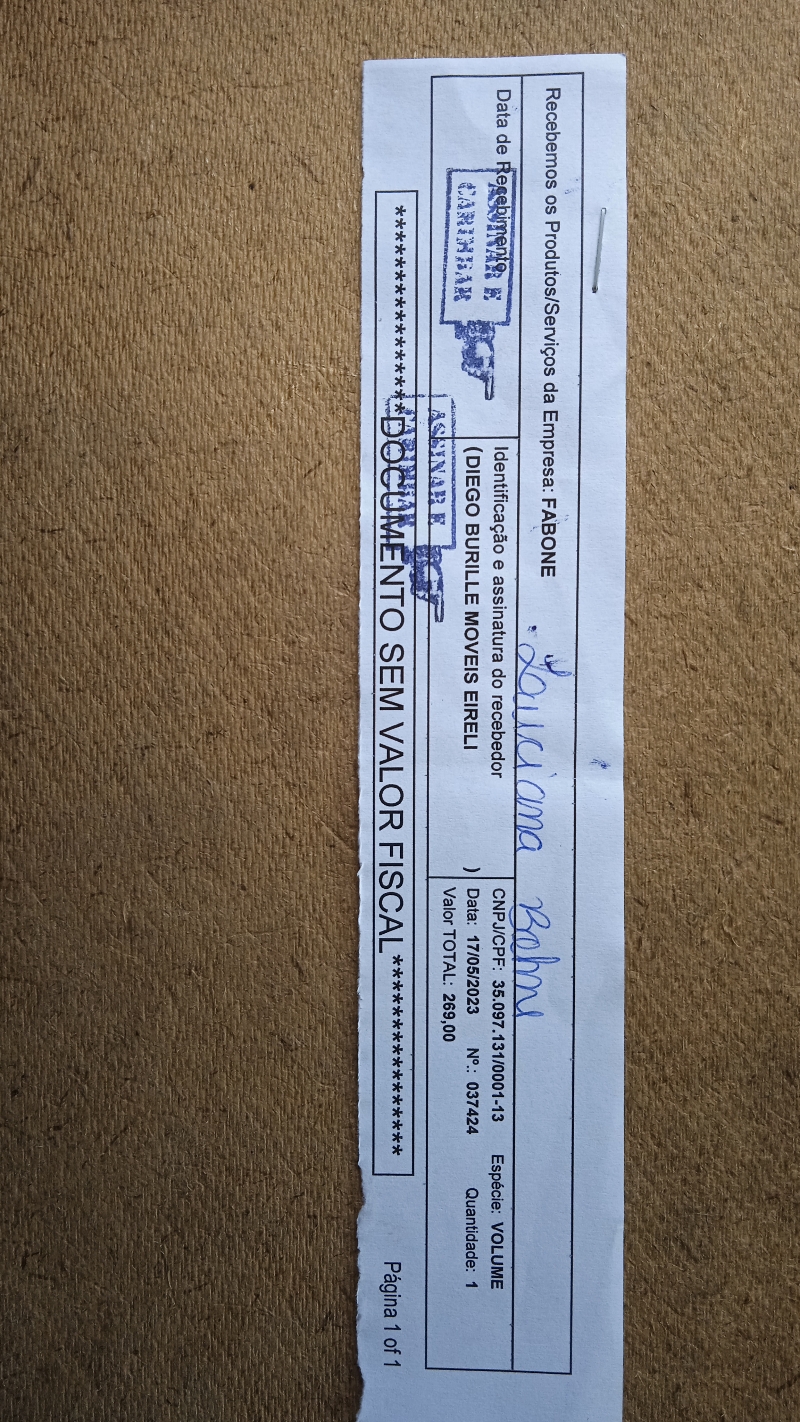 Recebemos os Produtos/Serviços da Empresa: FABONE
Data de Recebimento
ASSINAR E
CARIMBAR
Identificação e assinatura do recebedor
(DIEGO BURILLE MOVEIS EIRELI )
CNPJ/CPF: 35.097.131/0001-13 Espécie: VOLUME
Data: 17/05/2023 Nº.: 037424 Quantidade: 1
Valor TOTAL: 269,00
ASSINAR E
CARIMBAR
*****************DOCUMENTO SEM VALOR FISCAL*****************
Página 1 of 1